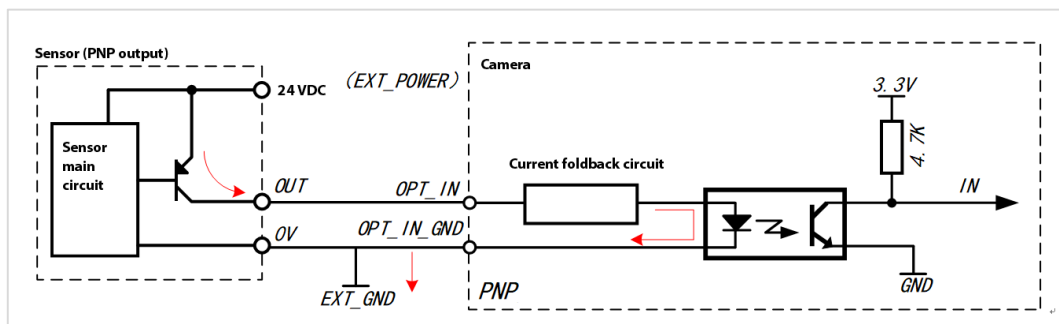 Sensor (PNP output)
24 VDC
(EXT_POWER)
Camera
3. 3V
4. 7K
Sensor
main
circuit
Current foldback circuit
OUT
OPT_IN
IN
0V
OPT_IN_GND
EXT_GND
PNP
GND